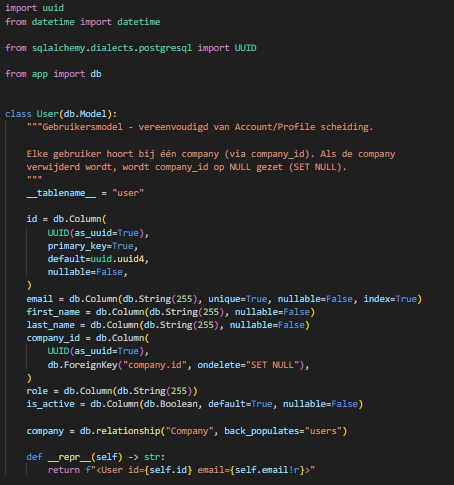 import uuid
from datetime import datetime

from sqlalchemy.dialects.postgresql import UUID

from app import db


class User(db.Model):
    """Gebruikersmodel - vereenvoudigd van Account/Profile scheiding.

    Elke gebruiker hoort bij één company (via company_id). Als de company
    verwijderd wordt, wordt company_id op NULL gezet (SET NULL).
    """
    __tablename__ = "user"

    id = db.Column(
        UUID(as_uuid=True),
        primary_key=True,
        default=uuid.uuid4,
        nullable=False,
    )
    email = db.Column(db.String(255), unique=True, nullable=False, index=True)
    first_name = db.Column(db.String(255), nullable=False)
    last_name = db.Column(db.String(255), nullable=False)
    company_id = db.Column(
        UUID(as_uuid=True),
        db.ForeignKey("company.id", ondelete="SET NULL"),
    )
    role = db.Column(db.String(255))
    is_active = db.Column(db.Boolean, default=True, nullable=False)

    company = db.relationship("Company", back_populates="users")

    def __repr__(self) -> str:
        return f"<User id={self.id} email={self.email!r}>"